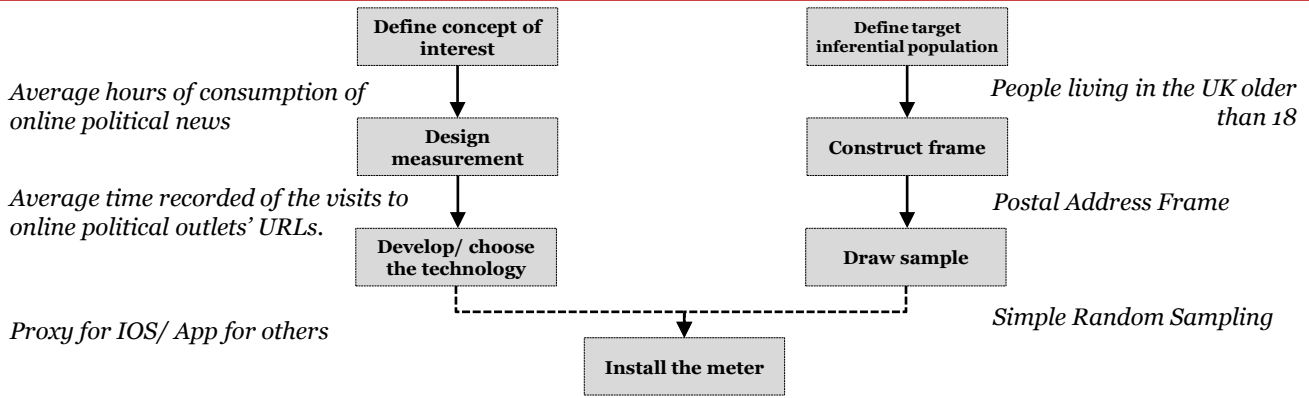 Define concept of
interest
Define target
inferential population
Average hours of consumption of
online political news
People living in the UK older
than 18
Design
measurement
Construct frame
Average time recorded of the visits to
online political outlets’ URLs.
Postal Address Frame
Develop/ choose
the technology
Draw sample
Proxy for IOS/ App for others
Simple Random Sampling
Install the meter